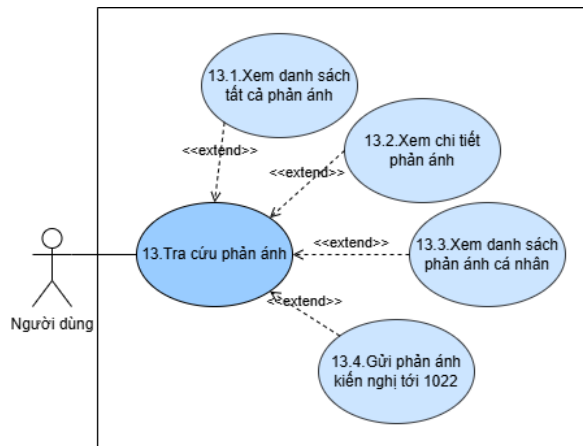 13.1.Xem danh sách
tất cả phản ánh
<<extend>>
13.2.Xem chi tiết
phản ánh
<<extend>>
13.Tra cứu phản ánh
<<extend>>
13.3.Xem danh sách
phản ánh cá nhân
<<extend>>
Người dùng
13.4.Gửi phản ánh
kiến nghị tới 1022